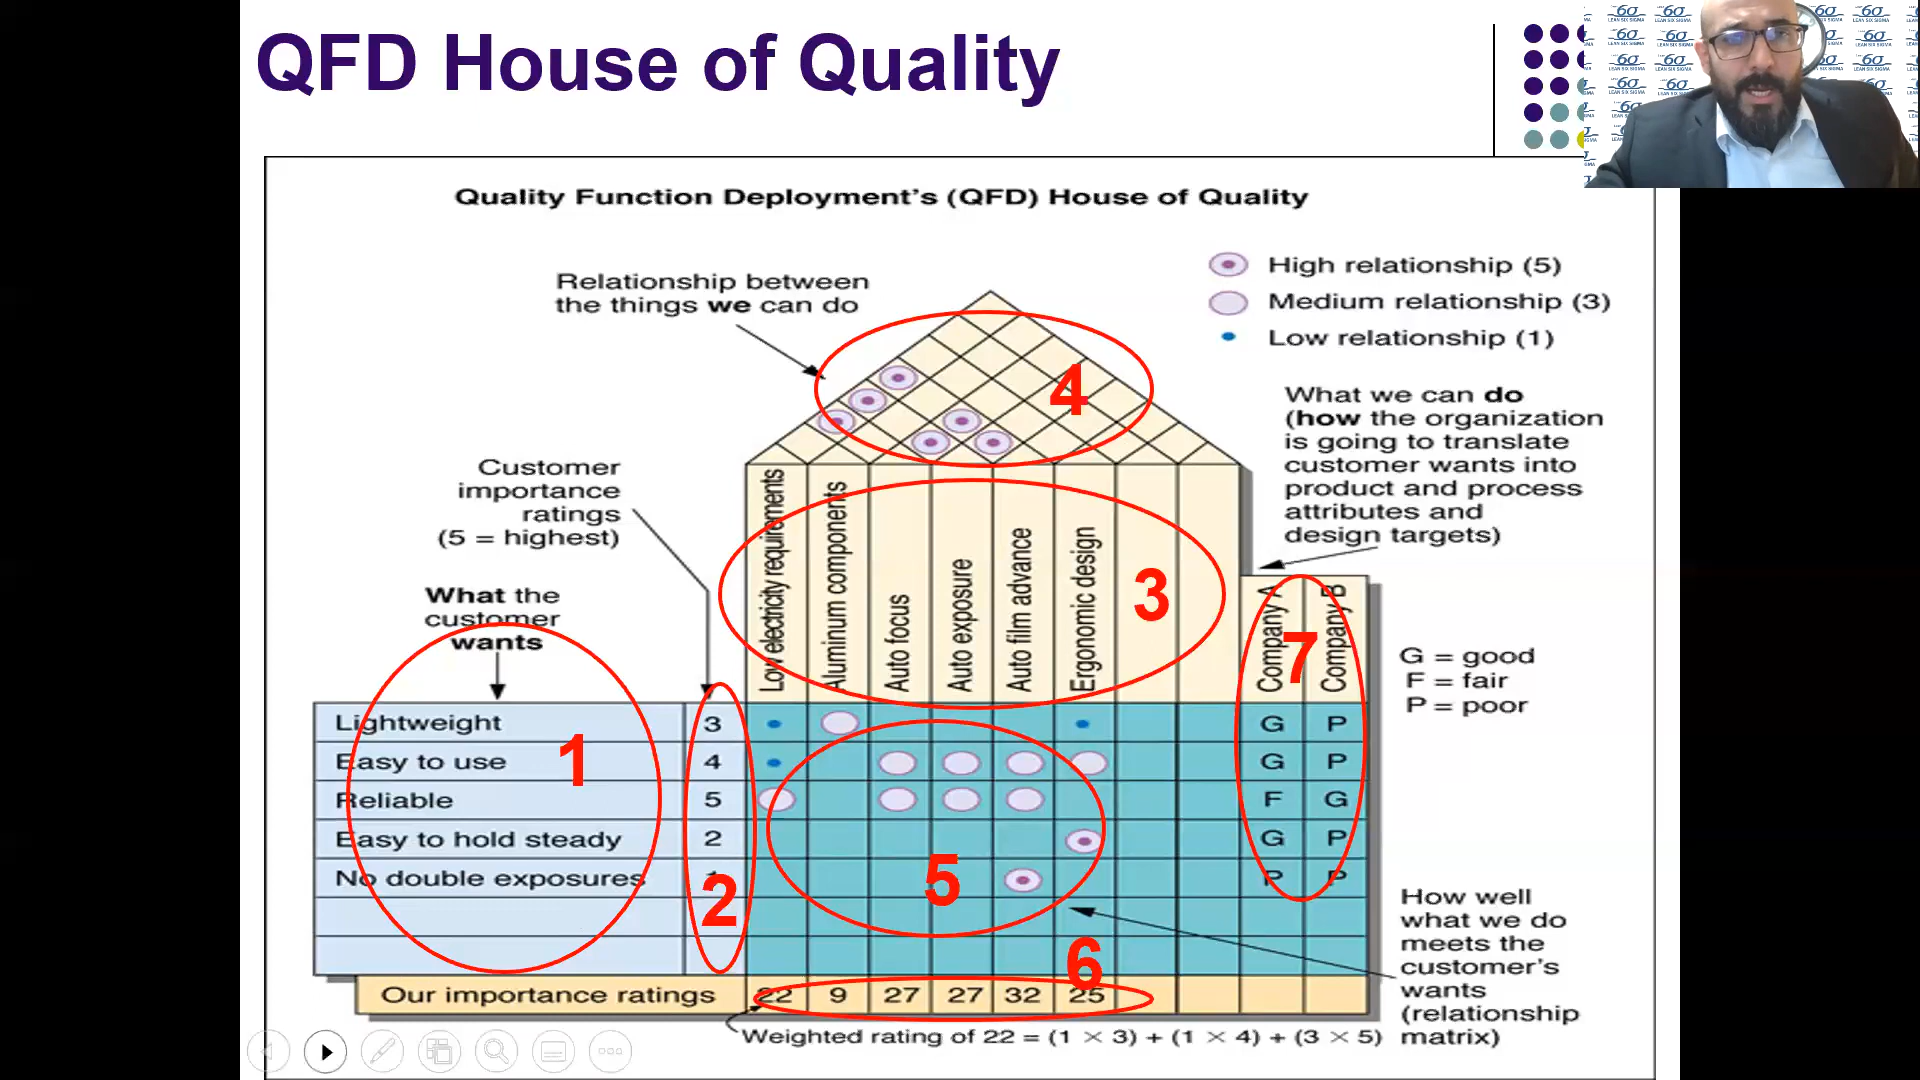 QFD House of Quality
6σ
LEAN SIX SIGMA
Quality Function Deployment's (QFD) House of Quality
Relationship between
the things we can do
High relationship (5)
Medium relationship (3)
Low relationship (1)
4
What we can do
(how the organization
is going to translate
customer wants into
product and process
attributes and
design targets)
Customer
importance
ratings
(5 = highest)
What the
customer
wants
Low electricity requirements
Aluminum components
Auto focus
Auto exposure
Auto film advance
Ergonomic design
3
Company A
Company B
7
G = good
F = fair
P = poor
Lightweight 3 G P
1
Easy to use 4 G P
Reliable 5 F G
Easy to hold steady 2 G P
No double exposures P P
2
5
6
How well
what we do
meets the
customer's
wants
(relationship
matrix)
Our importance ratings 22 9 27 27 32 25
Weighted rating of 22 = (1 × 3) + (1 × 4) + (3 × 5)